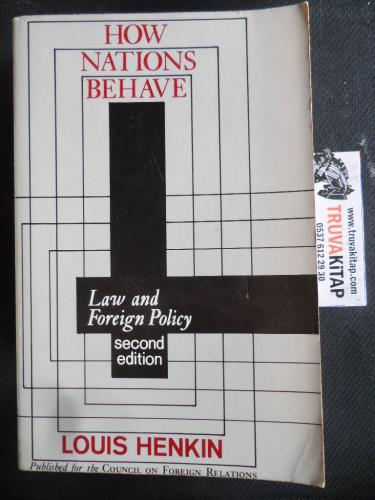 HOW
NATIONS
BEHAVE
Law and
Foreign Policy
second
edition
LOUIS HENKIN
Published for the COUNCIL ON FOREIGN RELATIONS
TRUVAKITAP
www.truvakitap.com
0537 612 29 30